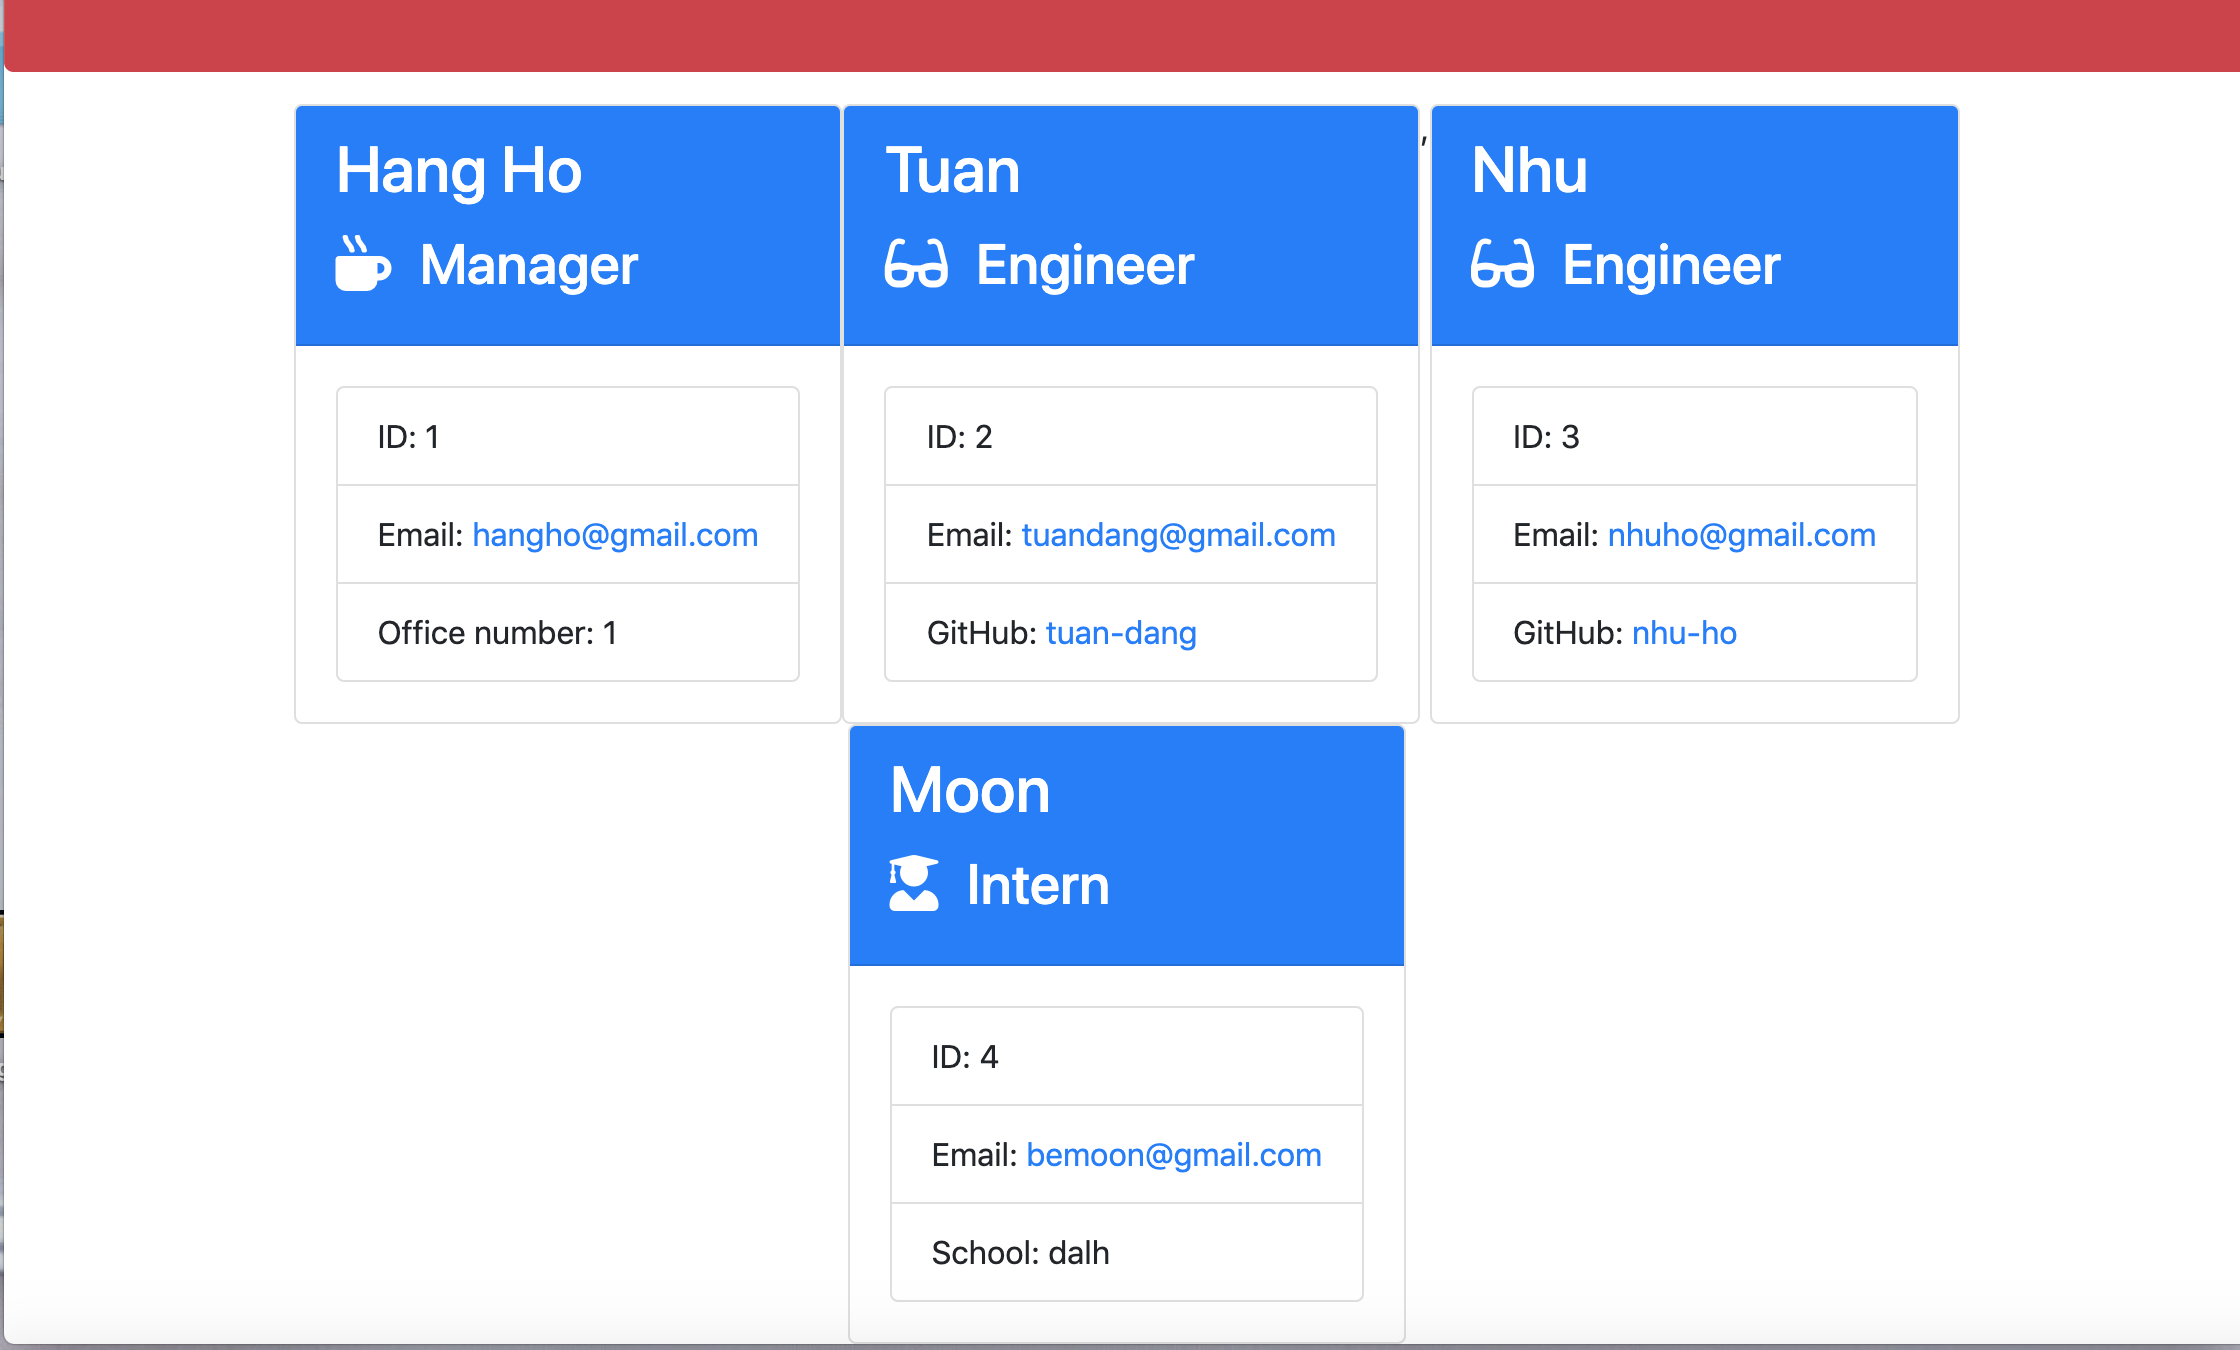 Hang Ho
Manager
ID: 1
Email: hangho@gmail.com
Office number: 1
Tuan
Engineer
ID: 2
Email: tuandang@gmail.com
GitHub: tuan-dang
,
Nhu
Engineer
ID: 3
Email: nhuho@gmail.com
GitHub: nhu-ho
Moon
Intern
ID: 4
Email: bemoon@gmail.com
School: dalh